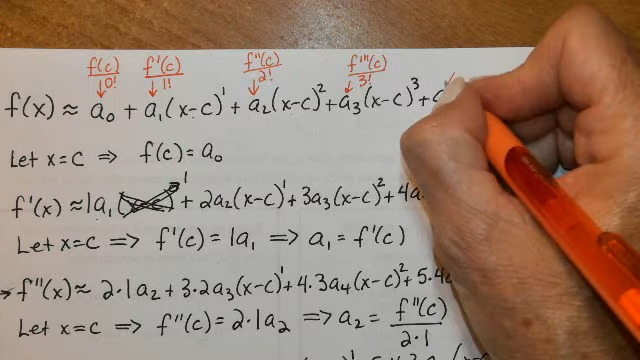 f(c)/0! f'(c)/1! f''(c)/2! f'''(c)/3!
f(x) ≈ a₀ + a₁(x-c)¹ + a₂(x-c)² + a₃(x-c)³ +
Let x=c ⇒ f(c) = a₀
f'(x) ≈ 1a₁ + 2a₂(x-c)¹ + 3a₃(x-c)² + 4a
Let x=c ⇒ f'(c) = 1a₁ ⇒ a₁ = f'(c)
f''(x) ≈ 2·1a₂ + 3·2a₃(x-c)¹ + 4·3a₄(x-c)² + 5·4
Let x=c ⇒ f''(c) = 2·1a₂ ⇒ a₂ = f''(c)/2·1